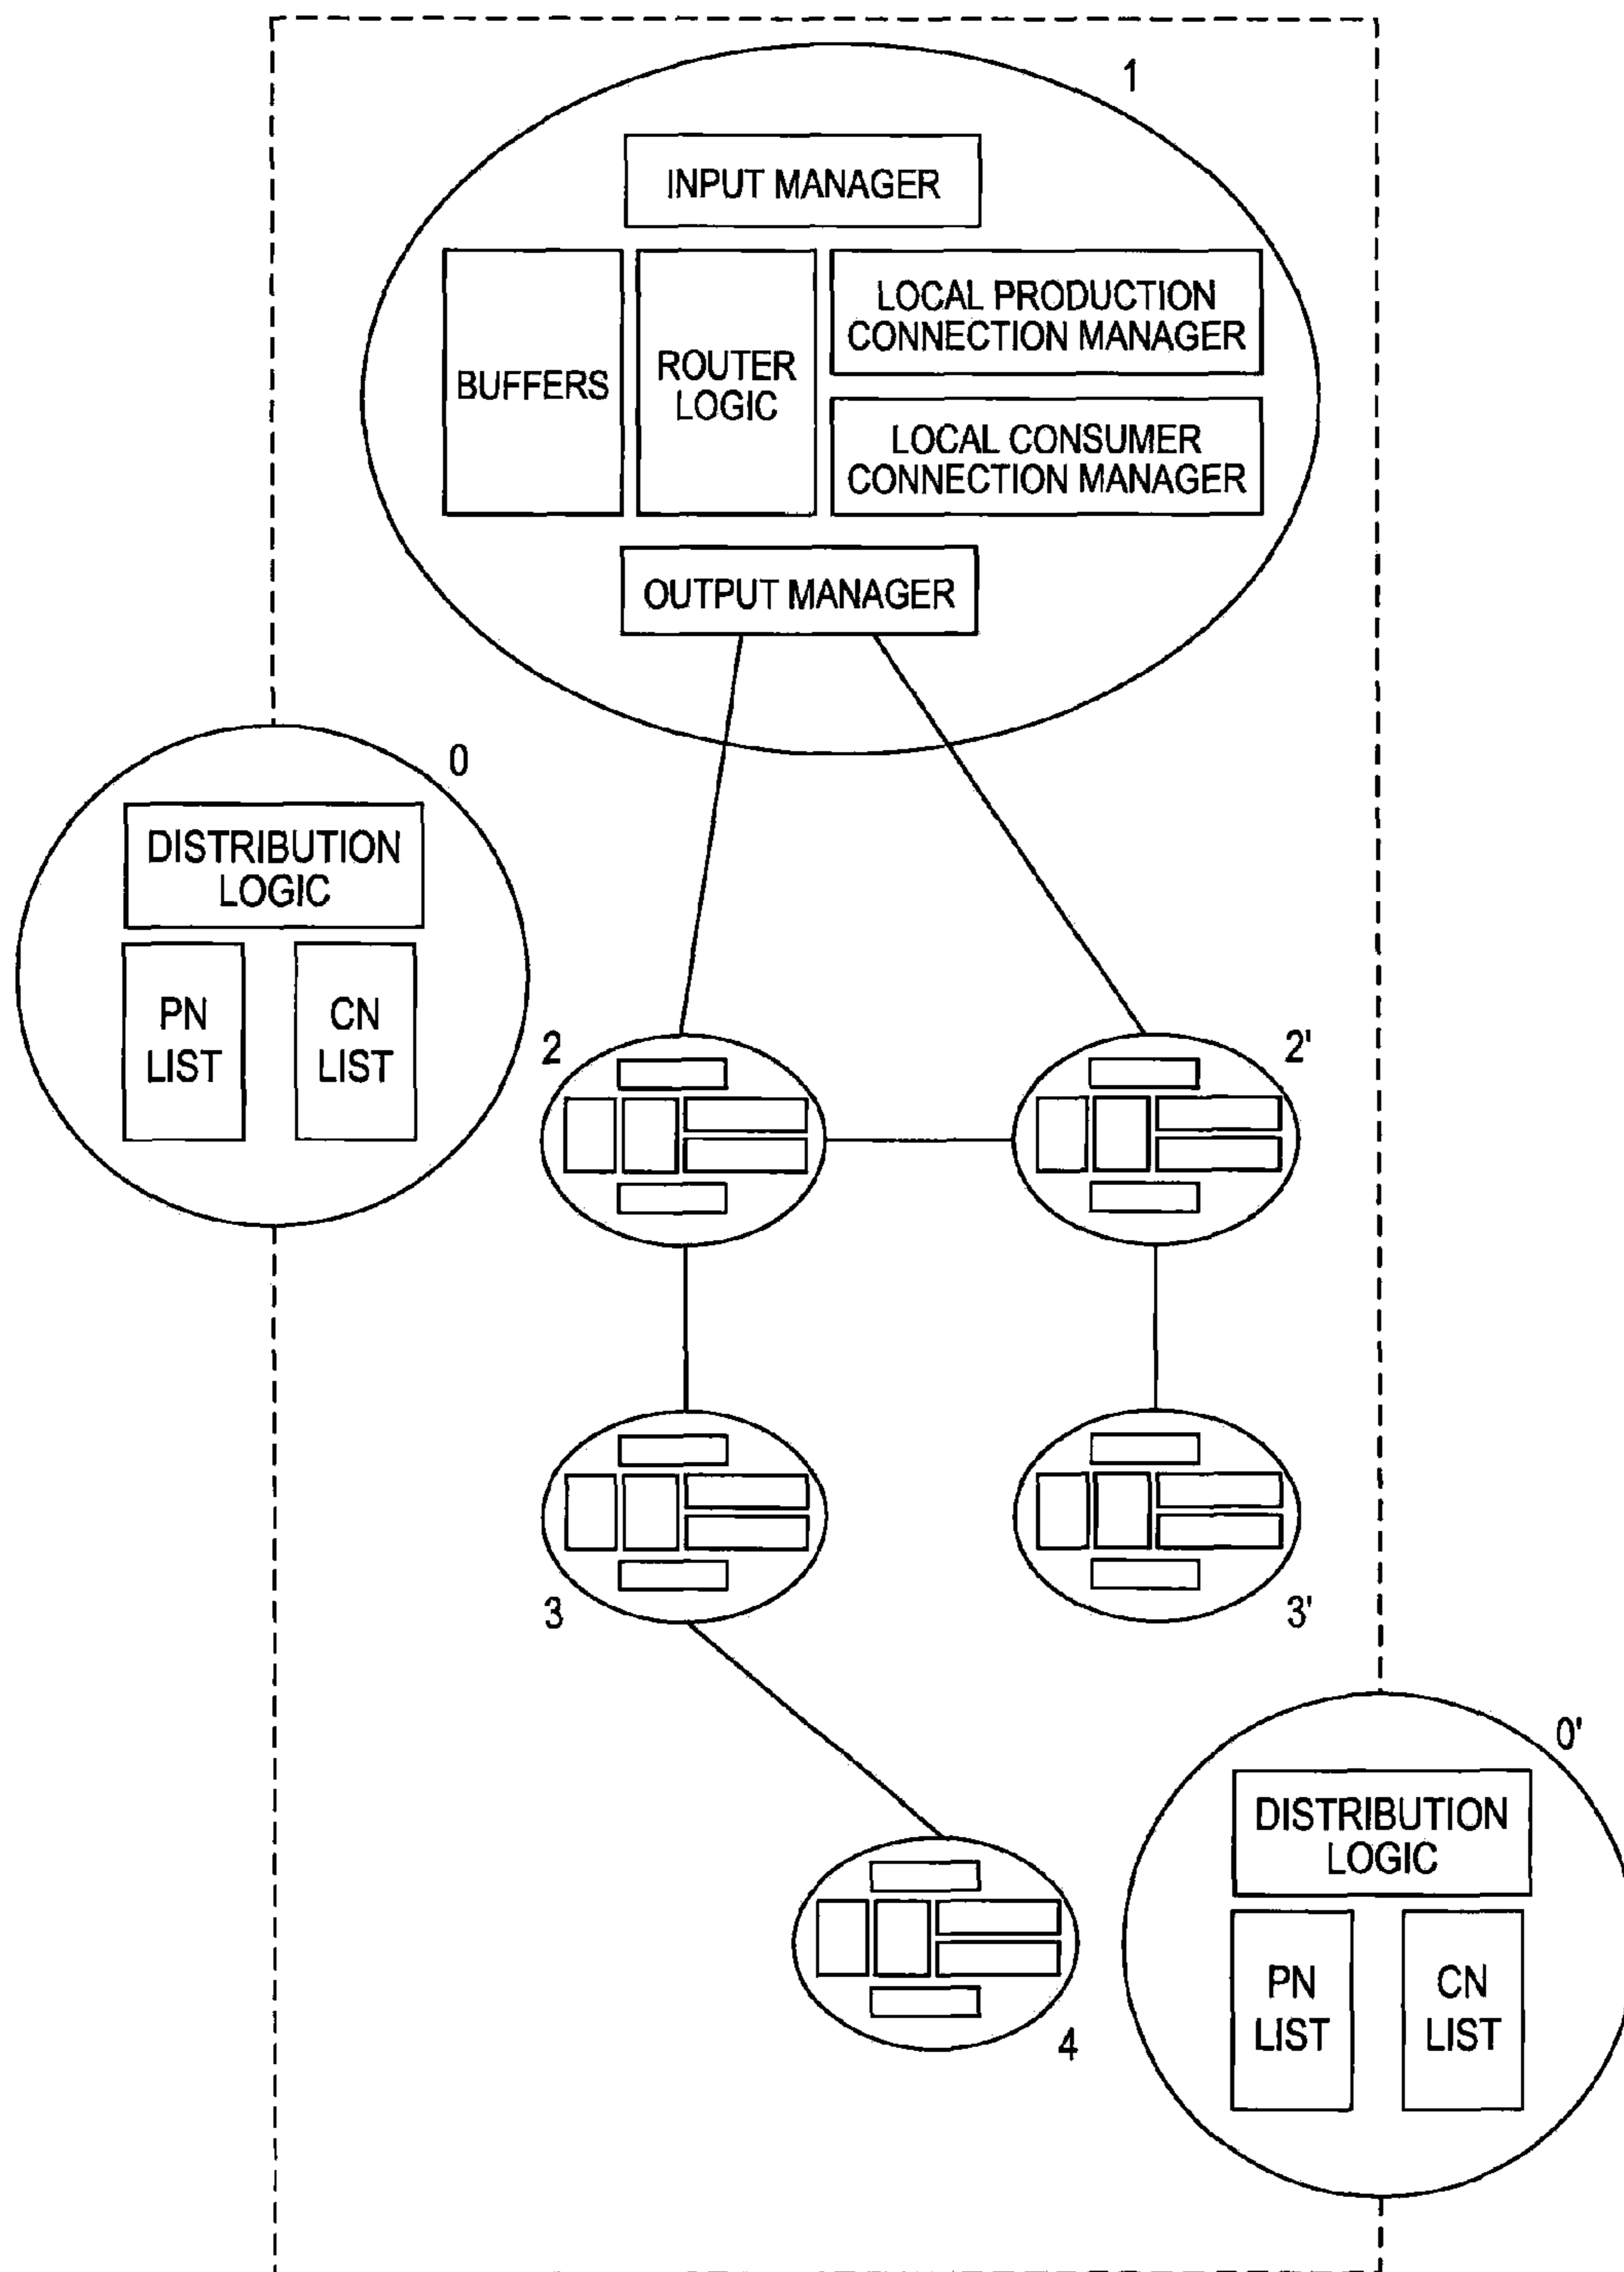 1
INPUT MANAGER
BUFFERS
ROUTER
LOGIC
LOCAL PRODUCTION
CONNECTION MANAGER
LOCAL CONSUMER
CONNECTION MANAGER
OUTPUT MANAGER
0
DISTRIBUTION
LOGIC
PN
LIST
CN
LIST
2
2'
3
3'
0'
DISTRIBUTION
LOGIC
PN
LIST
CN
LIST
4